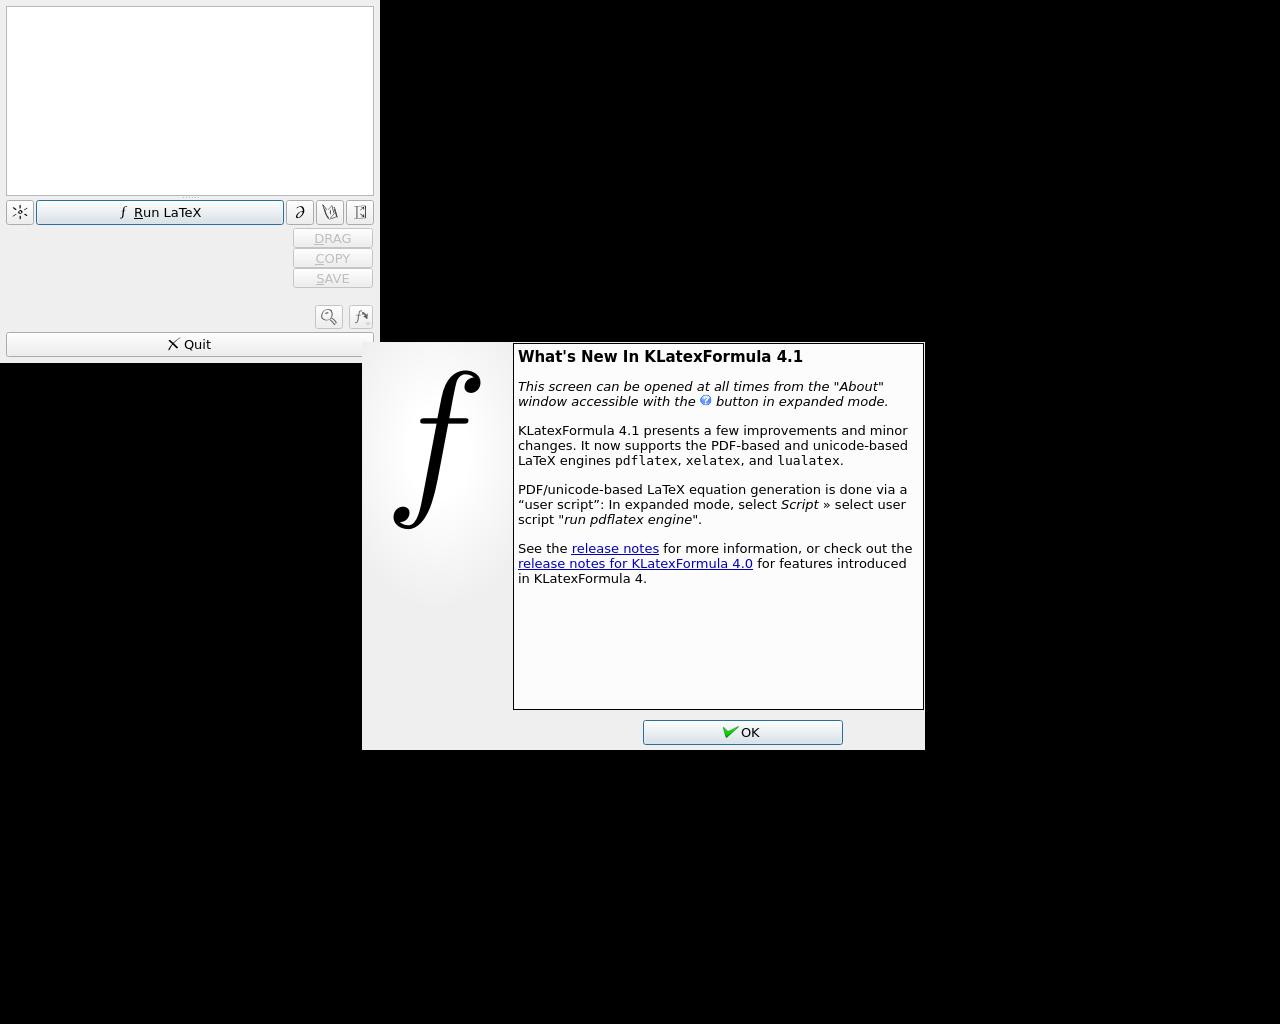 Run LaTeX
∂
DRAG
COPY
SAVE
Quit
What's New In KLatexFormula 4.1
This screen can be opened at all times from the "About"
window accessible with the ? button in expanded mode.
KLatexFormula 4.1 presents a few improvements and minor
changes. It now supports the PDF-based and unicode-based
LaTeX engines pdflatex, xelatex, and lualatex.
PDF/unicode-based LaTeX equation generation is done via a
“user script”: In expanded mode, select Script » select user
script "run pdflatex engine".
See the release notes for more information, or check out the
release notes for KLatexFormula 4.0 for features introduced
in KLatexFormula 4.
OK